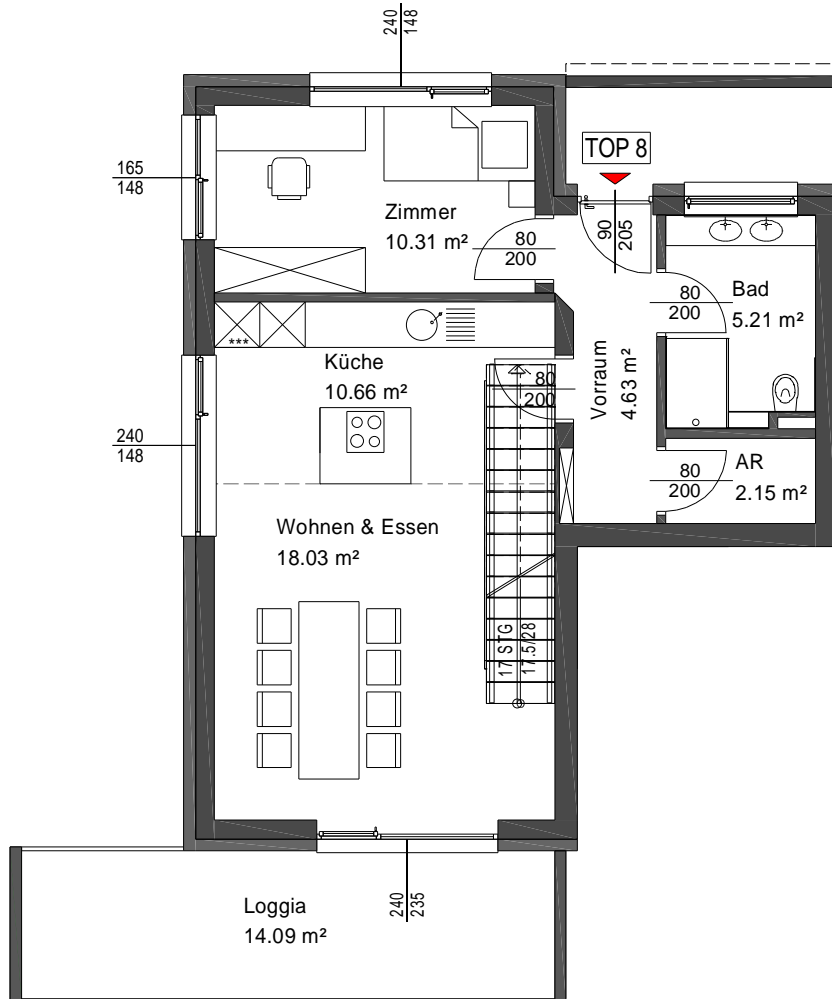 240
148
TOP 8
165
148
Zimmer
10.31 m²
80
200
90
205
Bad
5.21 m²
80
200
***
Küche
10.66 m²
80
200
Vorraum
4.63 m²
240
148
AR
2.15 m²
80
200
Wohnen & Essen
18.03 m²
17 STG
17.5/28
Loggia
14.09 m²
240
235